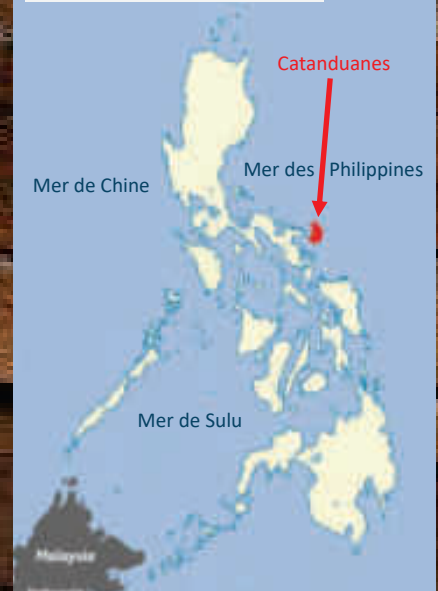 Catanduanes
Mer des Philippines
Mer de Chine
Mer de Sulu
Malaysia